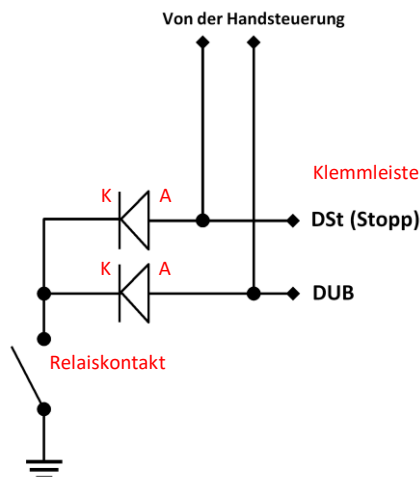 Von der Handsteuerung
Klemmleiste
K A
DSt (Stopp)
K A
DUB
Relaiskontakt